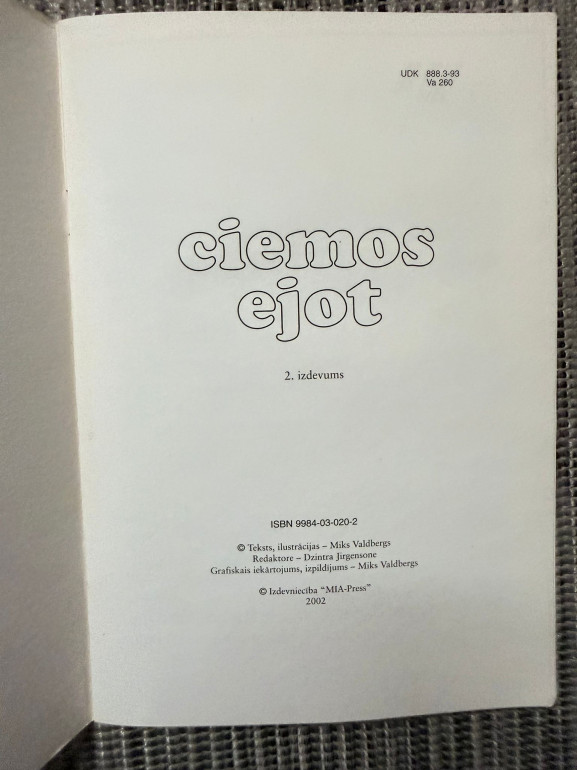 UDK 888.3-93
Va 260
ciemos
ejot
2. izdevums
ISBN 9984-03-020-2
© Teksts, ilustrācijas – Miks Valdbergs
Redaktore – Dzintra Jirgensone
Grafiskais iekārtojums, izpildījums – Miks Valdbergs
© Izdevniecība "MIA-Press"
2002